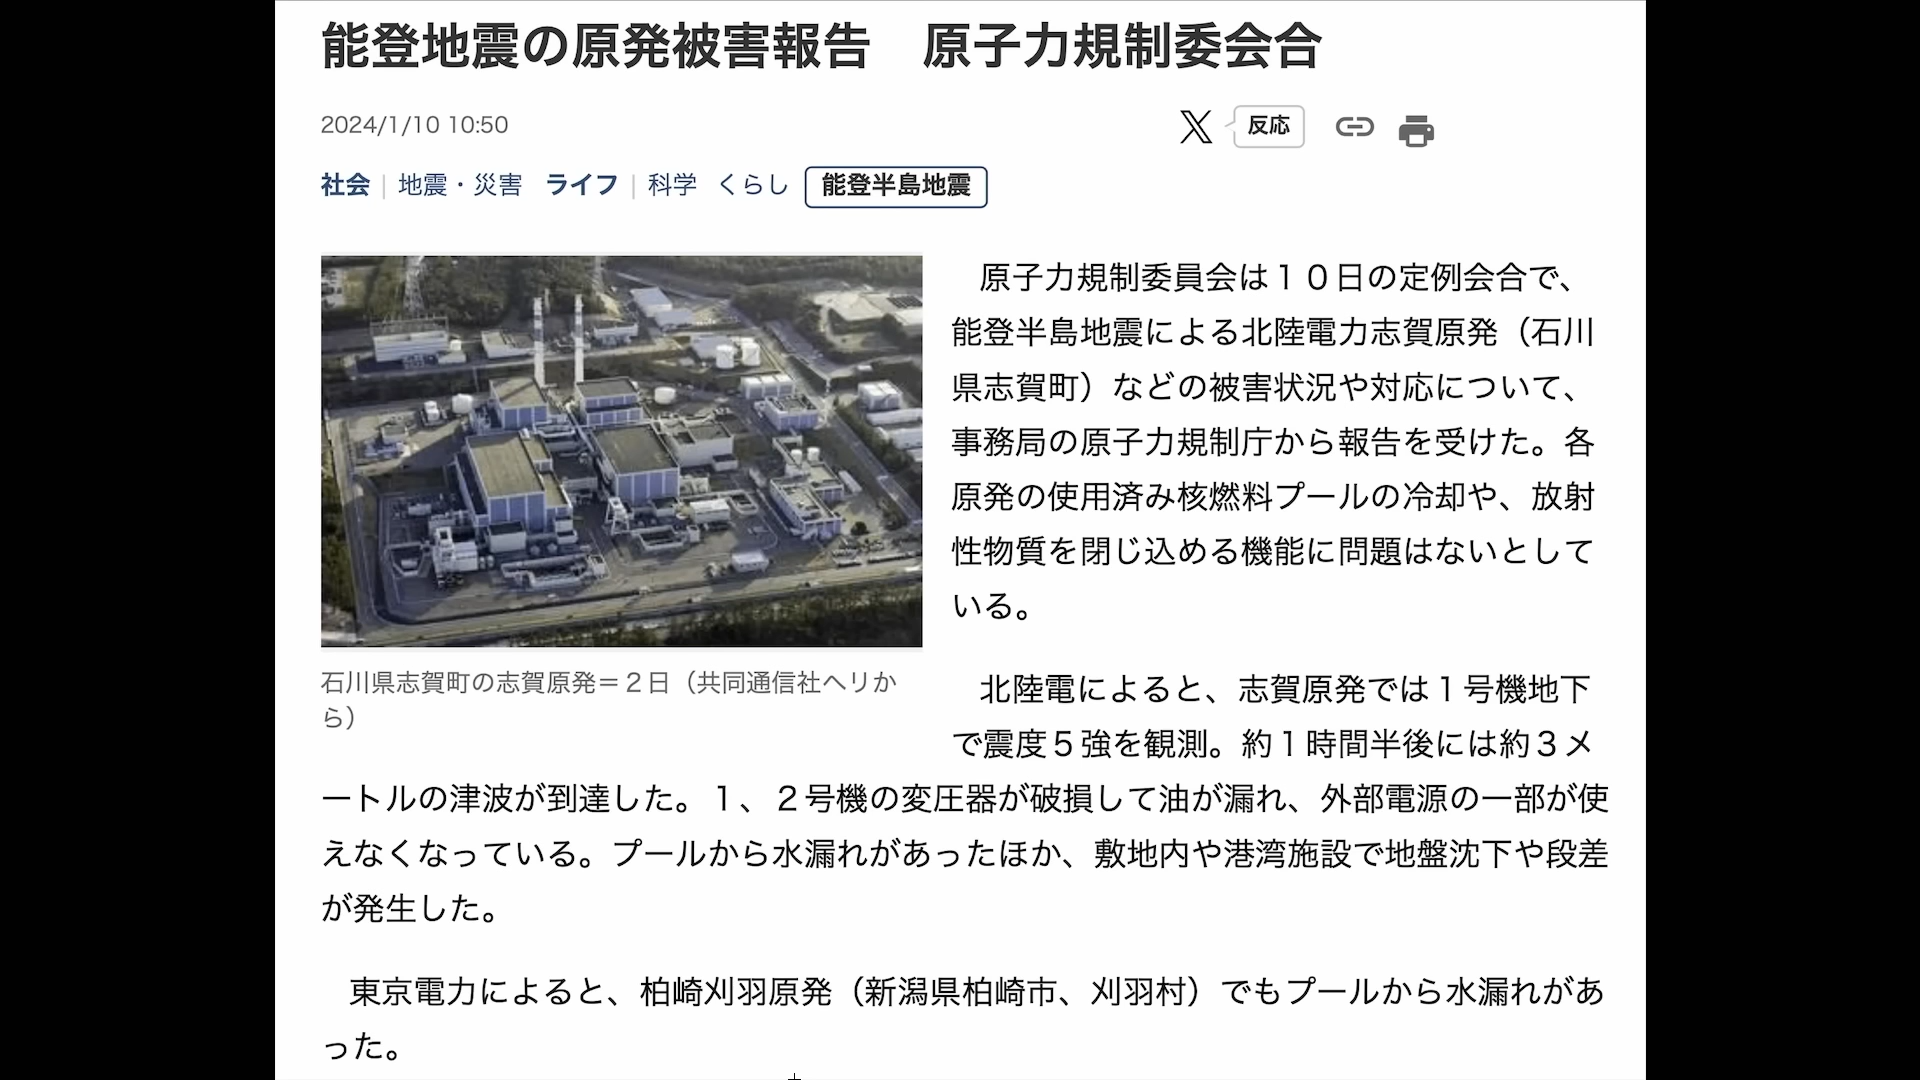 能登地震の原発被害報告　原子力規制委会合
2024/1/10 10:50
反応
社会 | 地震・災害 ライフ | 科学 くらし 能登半島地震
原子力規制委員会は１０日の定例会合で、
能登半島地震による北陸電力志賀原発（石川
県志賀町）などの被害状況や対応について、
事務局の原子力規制庁から報告を受けた。各
原発の使用済み核燃料プールの冷却や、放射
性物質を閉じ込める機能に問題はないとして
いる。
石川県志賀町の志賀原発＝２日（共同通信社ヘリか
ら）
北陸電によると、志賀原発では１号機地下
で震度５強を観測。約１時間半後には約３メ
ートルの津波が到達した。１、２号機の変圧器が破損して油が漏れ、外部電源の一部が使
えなくなっている。プールから水漏れがあったほか、敷地内や港湾施設で地盤沈下や段差
が発生した。
東京電力によると、柏崎刈羽原発（新潟県柏崎市、刈羽村）でもプールから水漏れがあ
った。